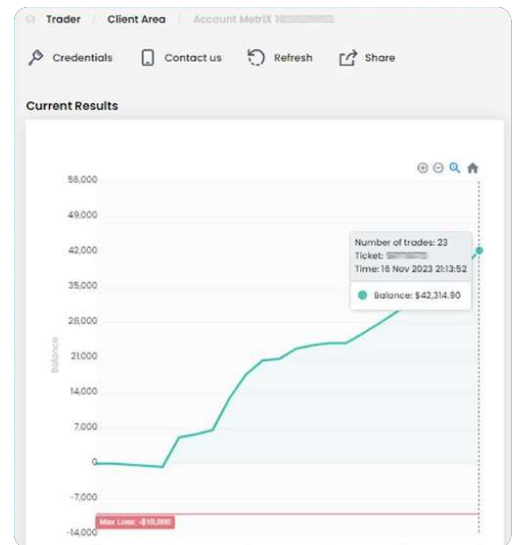 Trader / Client Area / Account MetriX
Credentials Contact us Refresh Share
Current Results
56,000
49,000
42,000
35,000
28,000
21,000
14,000
7,000
0
-7,000
-14,000
Balance
Number of trades: 23
Ticket:
Time: 16 Nov 2023 21:13:52
Balance: $42,314.90
Max Loss: -$10,000